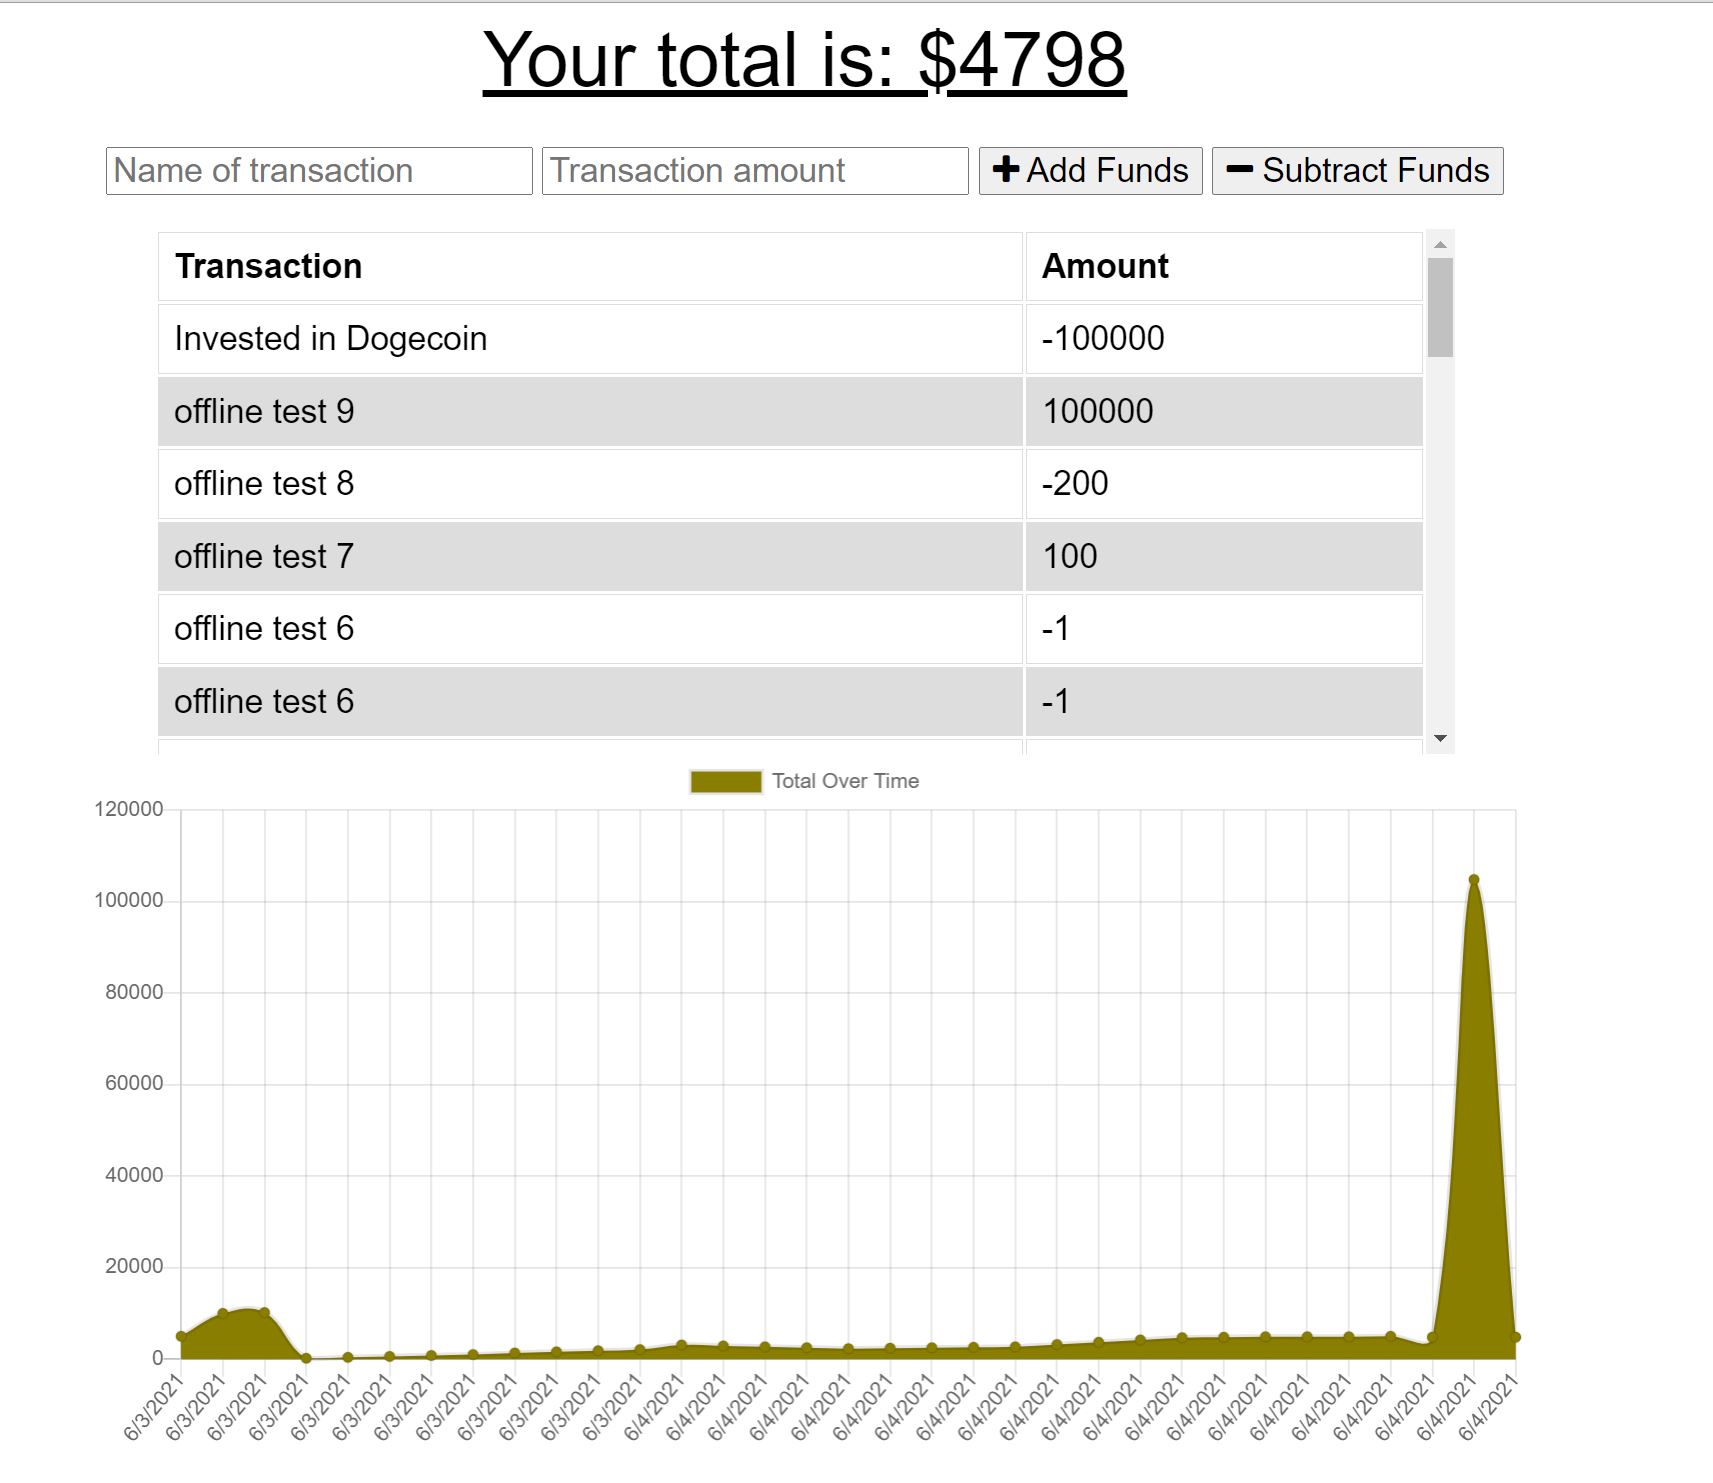 Your total is: $4798
Name of transaction Transaction amount Add Funds Subtract Funds
Transaction Amount
Invested in Dogecoin -100000
offline test 9 100000
offline test 8 -200
offline test 7 100
offline test 6 -1
offline test 6 -1
Total Over Time
120000
100000
80000
60000
40000
20000
0
6/3/2021 6/3/2021 6/3/2021 6/3/2021 6/3/2021 6/3/2021 6/3/2021 6/3/2021 6/3/2021 6/3/2021 6/3/2021 6/3/2021 6/4/2021 6/4/2021 6/4/2021 6/4/2021 6/4/2021 6/4/2021 6/4/2021 6/4/2021 6/4/2021 6/4/2021 6/4/2021 6/4/2021 6/4/2021 6/4/2021 6/4/2021 6/4/2021 6/4/2021 6/4/2021 6/4/2021 6/4/2021 6/4/2021